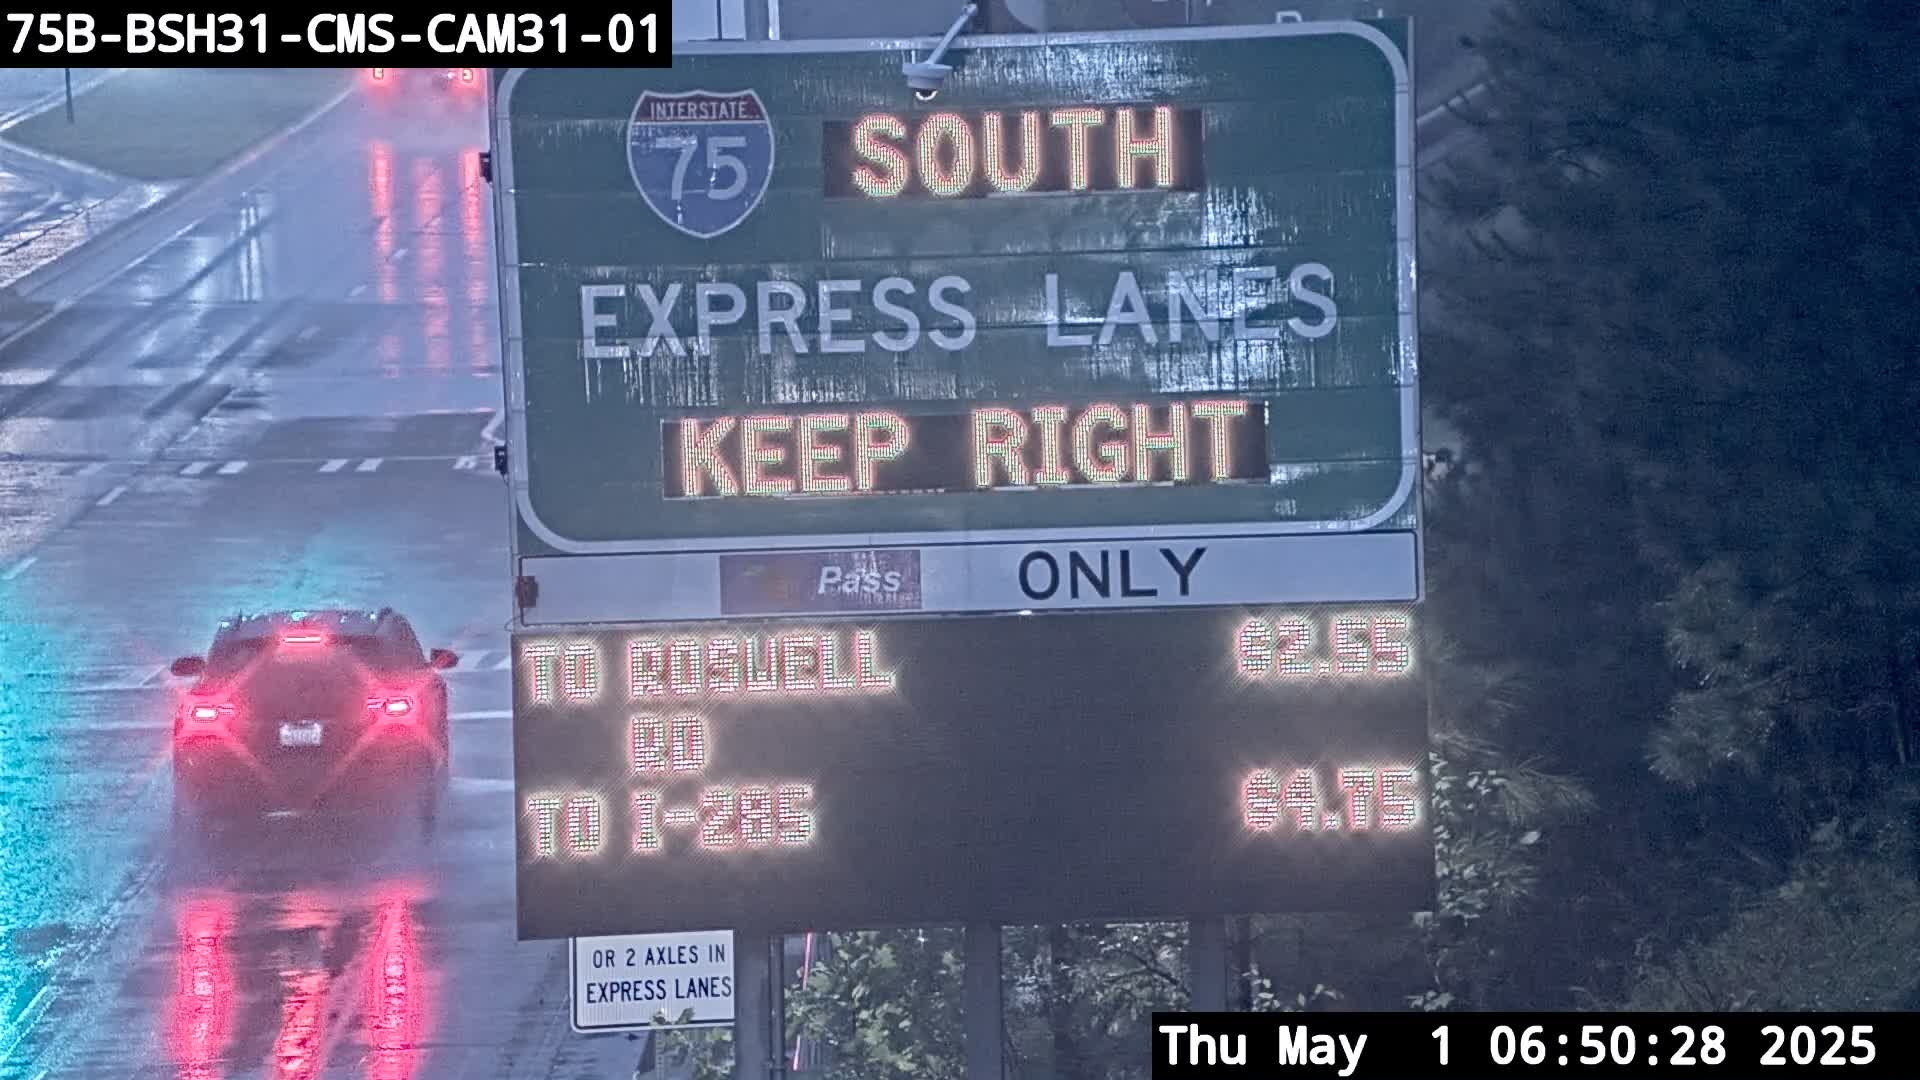 75B-BSH31-CMS-CAM31-01
INTERSTATE
75
SOUTH
EXPRESS LANES
KEEP RIGHT
Pass ONLY
TO ROSWELL $2.55
RD
TO I-285 $4.75
OR 2 AXLES IN
EXPRESS LANES
Thu May 1 06:50:28 2025